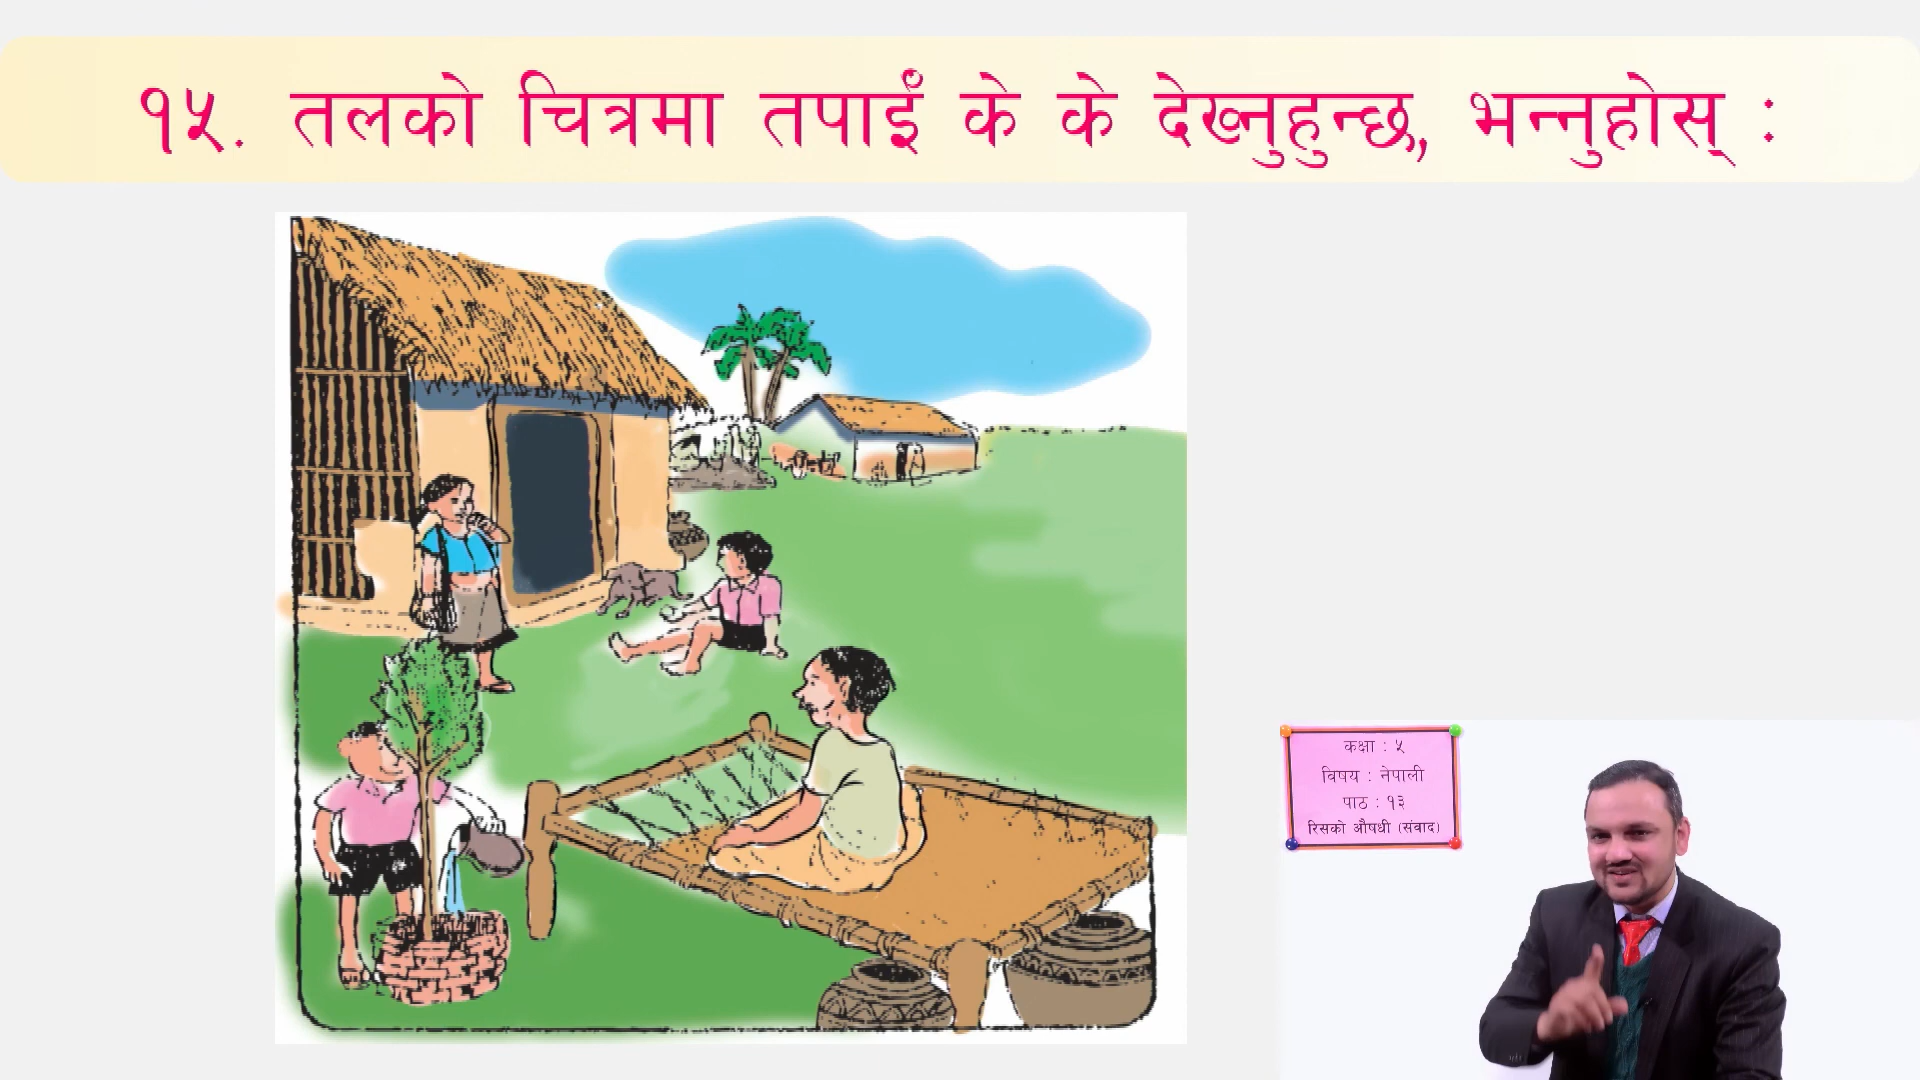 १५. तलको चित्रमा तपाईं के के देख्नुहुन्छ, भन्नुहोस् :
कक्षा : ५
विषय : नेपाली
पाठ : १३
रिसको औषधी (संवाद)